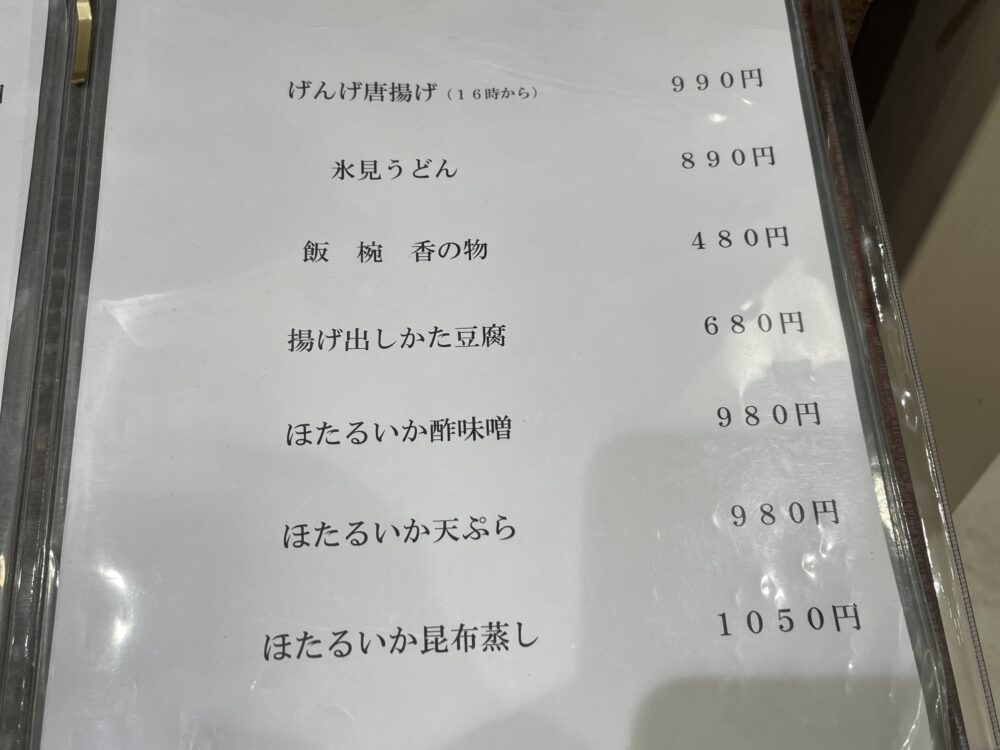 げんげ唐揚げ（１６時から） ９９０円
氷見うどん ８９０円
飯　椀　香の物 ４８０円
揚げ出しかた豆腐 ６８０円
ほたるいか酢味噌 ９８０円
ほたるいか天ぷら ９８０円
ほたるいか昆布蒸し １０５０円